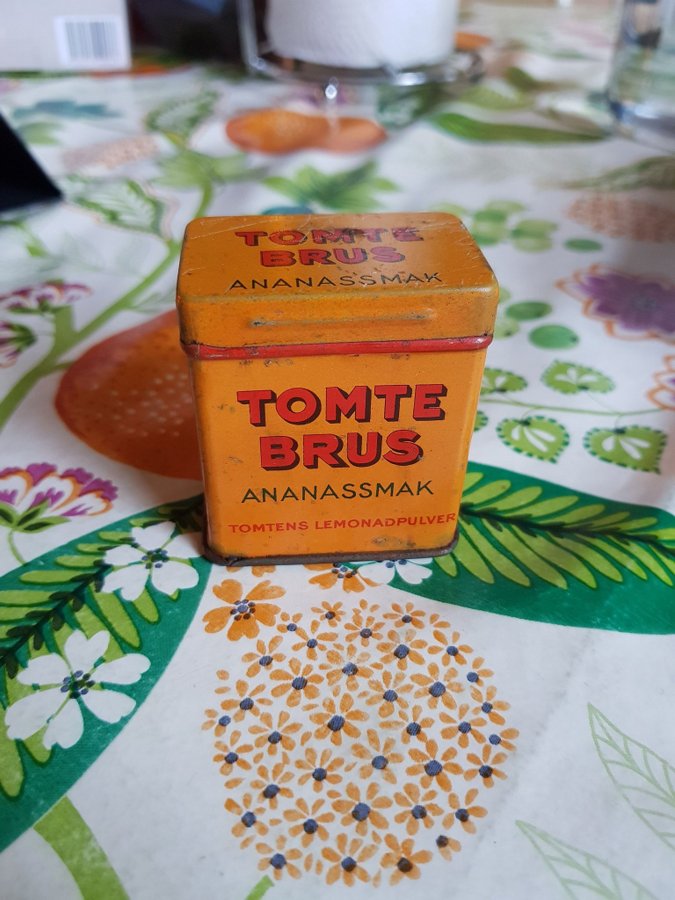 TOMTE
BRUS
ANANASSMAK
TOMTE
BRUS
ANANASSMAK
TOMTENS LEMONADPULVER